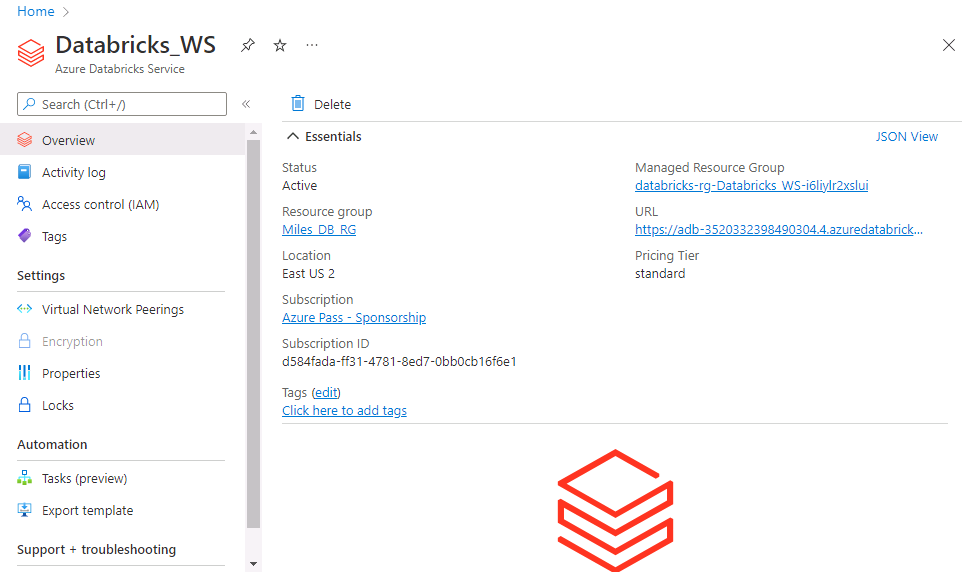 Home >
Databricks_WS
Azure Databricks Service
Search (Ctrl+/)
Overview
Activity log
Access control (IAM)
Tags
Settings
Virtual Network Peerings
Encryption
Properties
Locks
Automation
Tasks (preview)
Export template
Support + troubleshooting
Delete
Essentials
JSON View
Status
Active
Resource group
Miles_DB_RG
Location
East US 2
Subscription
Azure Pass - Sponsorship
Subscription ID
d584fada-ff31-4781-8ed7-0bb0cb16f6e1
Tags (edit)
Click here to add tags
Managed Resource Group
databricks-rg-Databricks_WS-i6liylr2xslui
URL
https://adb-3520332398490304.4.azuredatabrick...
Pricing Tier
standard